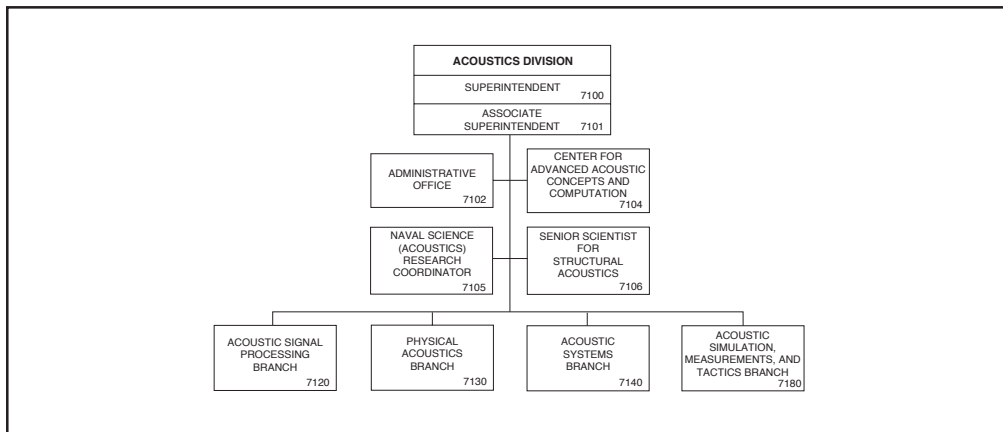 ACOUSTICS DIVISION
SUPERINTENDENT
7100
ASSOCIATE
SUPERINTENDENT
7101
ADMINISTRATIVE
OFFICE
7102
CENTER FOR
ADVANCED ACOUSTIC
CONCEPTS AND
COMPUTATION
7104
NAVAL SCIENCE
(ACOUSTICS)
RESEARCH
COORDINATOR
7105
SENIOR SCIENTIST
FOR
STRUCTURAL
ACOUSTICS
7106
ACOUSTIC SIGNAL
PROCESSING
BRANCH
7120
PHYSICAL
ACOUSTICS
BRANCH
7130
ACOUSTIC
SYSTEMS
BRANCH
7140
ACOUSTIC
SIMULATION,
MEASUREMENTS, AND
TACTICS BRANCH
7180